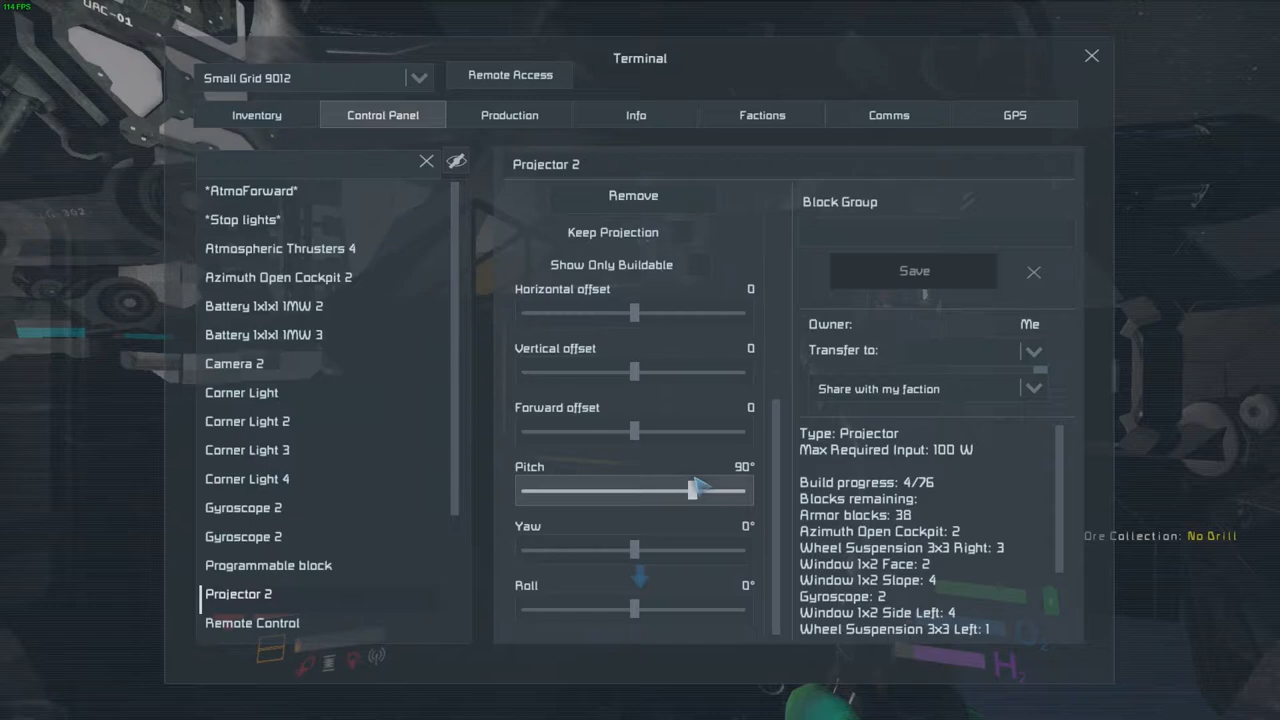 114 FPS
URC-01
Terminal
Small Grid 9012
Remote Access
Inventory
Control Panel
Production
Info
Factions
Comms
GPS
*AtmoForward*
*Stop lights*
Atmospheric Thrusters 4
Azimuth Open Cockpit 2
Battery 1x1x1 1MW 2
Battery 1x1x1 1MW 3
Camera 2
Corner Light
Corner Light 2
Corner Light 3
Corner Light 4
Gyroscope 2
Gyroscope 2
Programmable block
Projector 2
Remote Control
Projector 2
Remove
Keep Projection
Show Only Buildable
Horizontal offset 0
Vertical offset 0
Forward offset 0
Pitch 90°
Yaw 0°
Roll 0°
Block Group
Save
Owner: Me
Transfer to:
Share with my faction
Type: Projector
Max Required Input: 100 W
Build progress: 4/76
Blocks remaining:
Armor blocks: 38
Azimuth Open Cockpit: 2
Wheel Suspension 3x3 Right: 3
Window 1x2 Face: 2
Window 1x2 Slope: 4
Gyroscope: 2
Window 1x2 Side Left: 4
Wheel Suspension 3x3 Left: 1
Ore Collection: No Drill
O2
H2